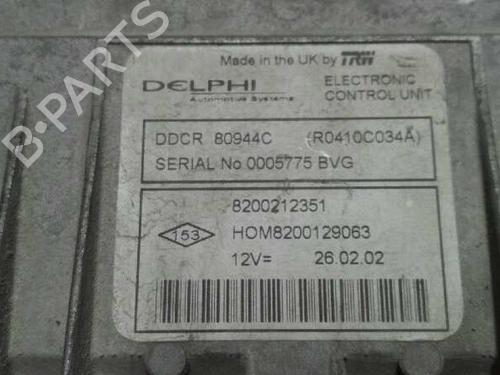 Made in the UK by TRW
DELPHI
Automotive Systems
ELECTRONIC
CONTROL UNIT
DDCR 80944C (R0410C034A)
SERIAL No 0005775 BVG
8200212351
153
HOM8200129063
12V= 26.02.02
B-PARTS